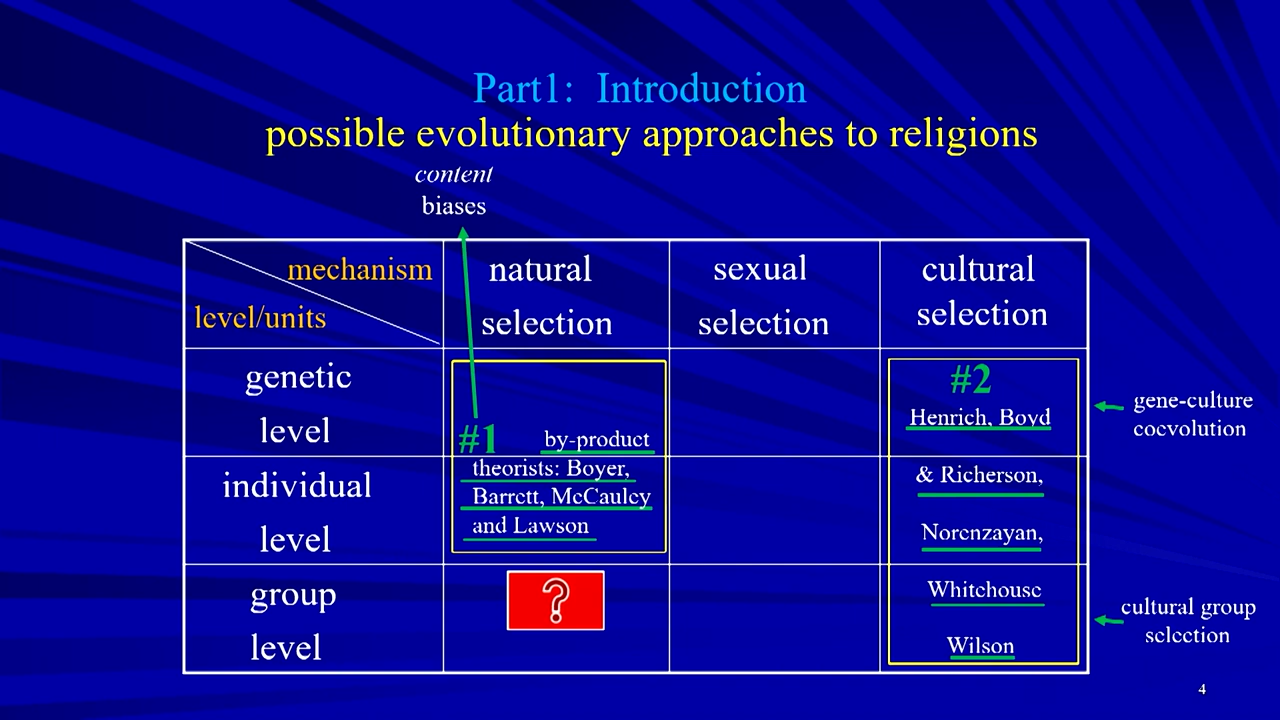 Part1: Introduction
possible evolutionary approaches to religions
content
biases
mechanism
level/units
natural
selection
sexual
selection
cultural
selection
genetic
level
#1 by-product
theorists: Boyer,
Barrett, McCauley
and Lawson
#2
Henrich, Boyd
& Richerson,
Norenzayan,
Whitehouse
Wilson
gene-culture
coevolution
individual
level
group
level
?
cultural group
selection
4